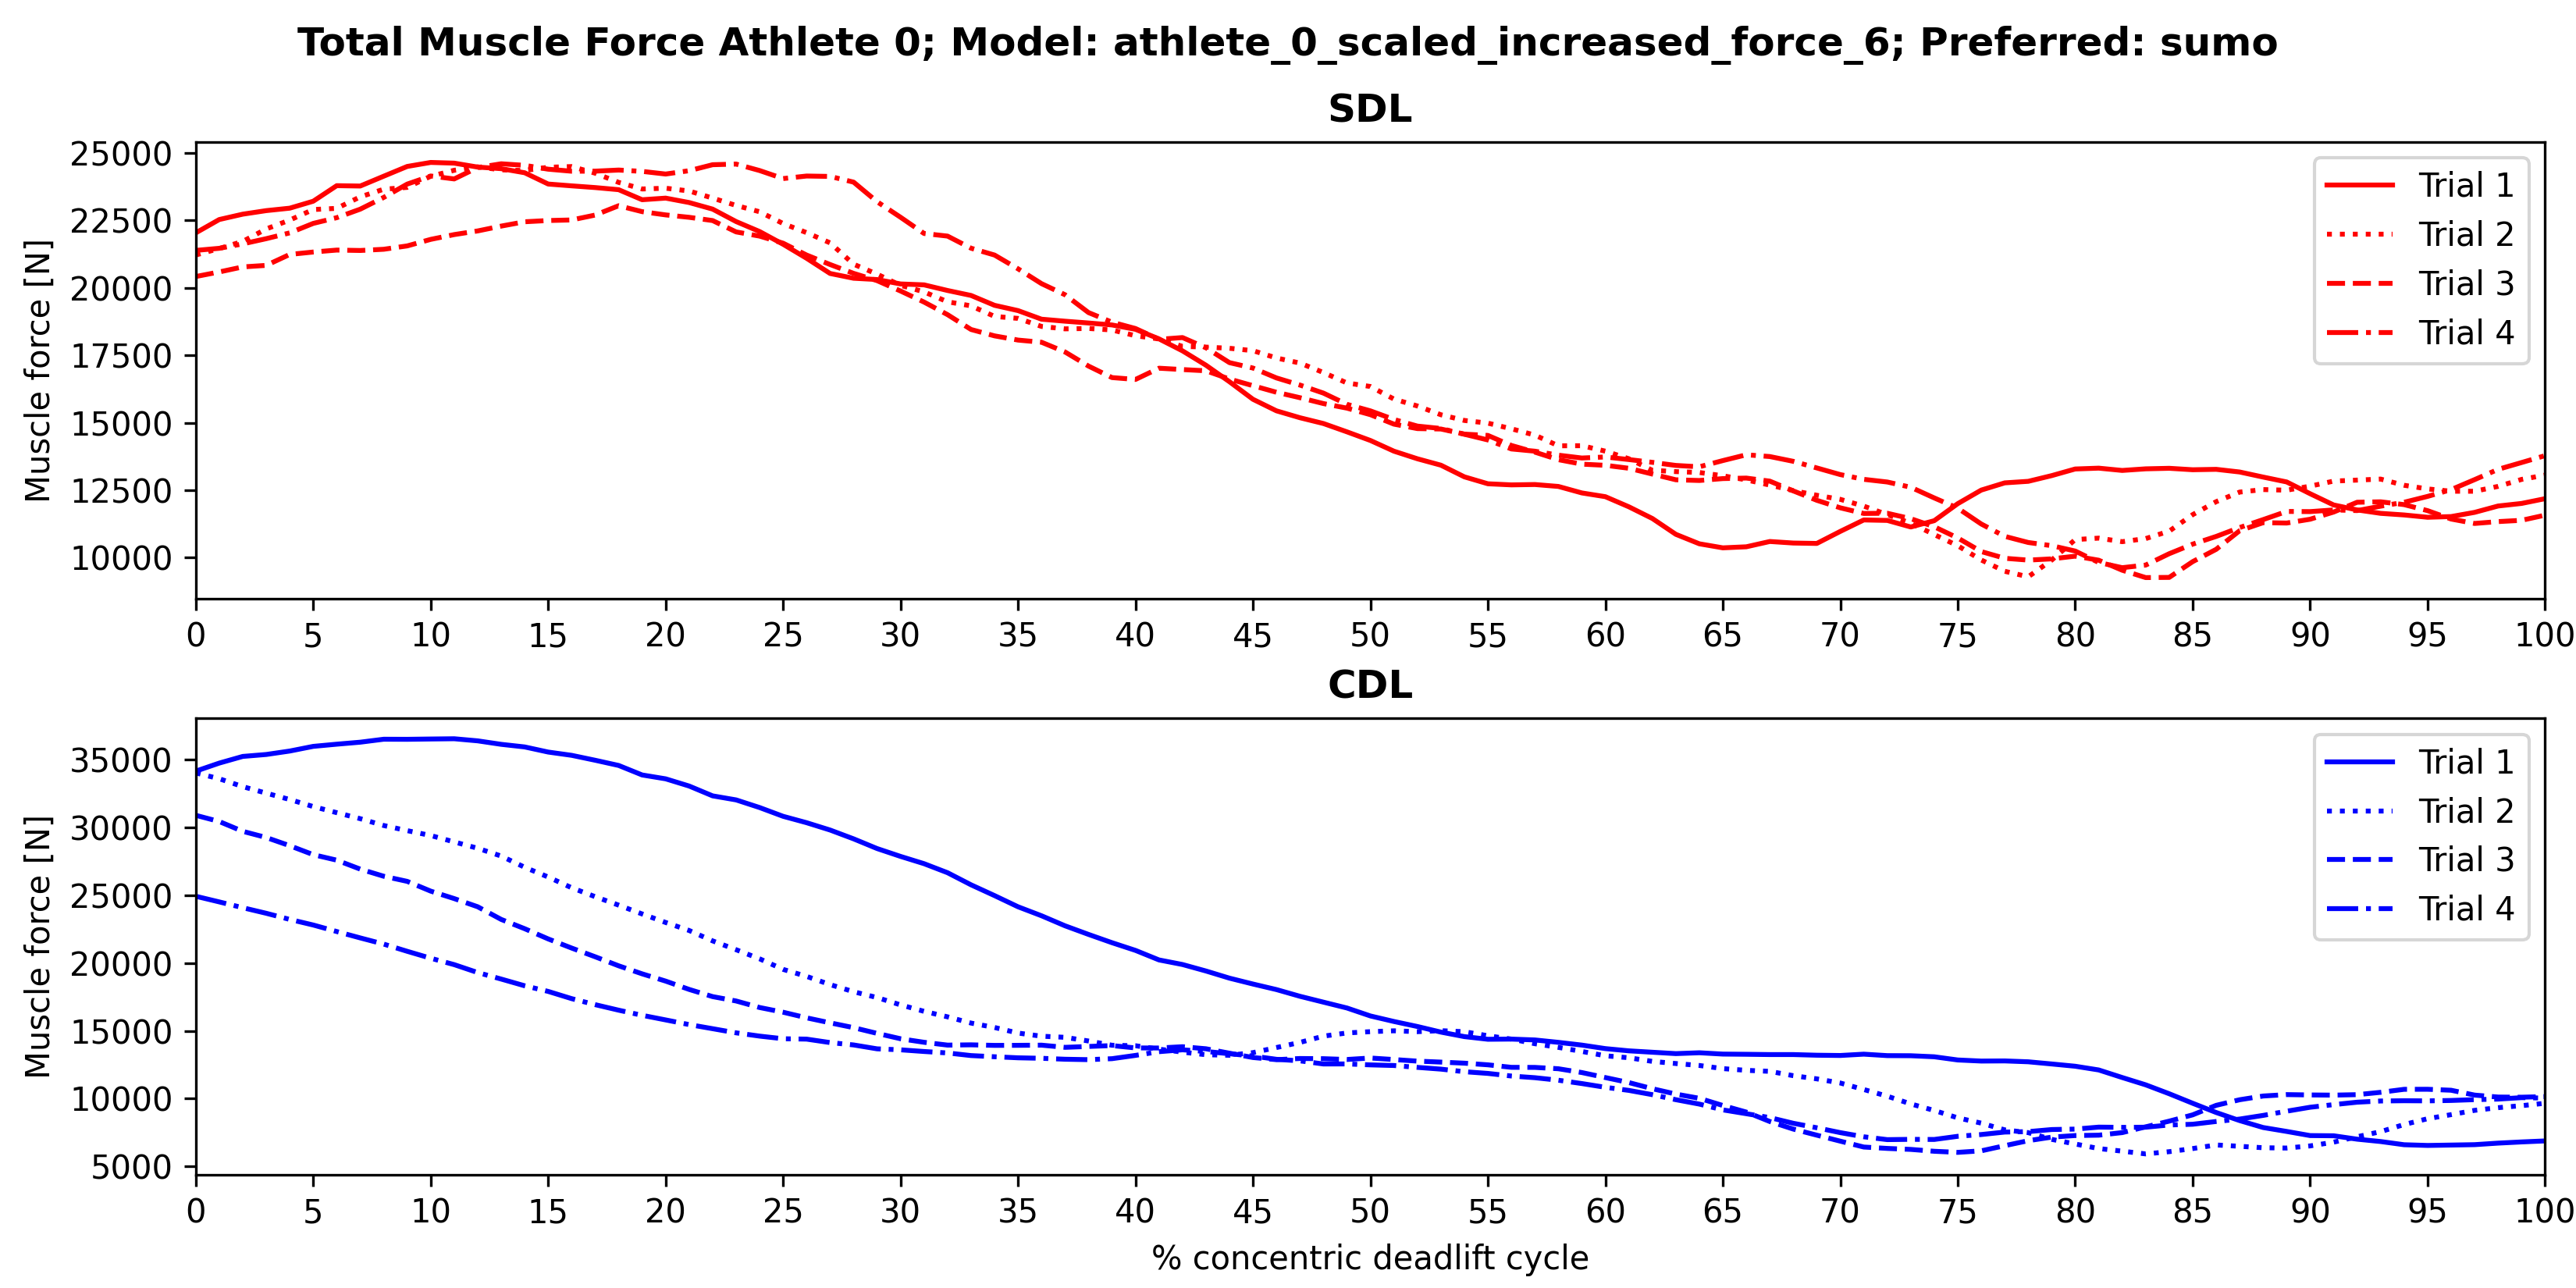 Total Muscle Force Athlete 0; Model: athlete_0_scaled_increased_force_6; Preferred: sumo
SDL
Muscle force [N]
25000
22500
20000
17500
15000
12500
10000
Trial 1
Trial 2
Trial 3
Trial 4
0 5 10 15 20 25 30 35 40 45 50 55 60 65 70 75 80 85 90 95 100
CDL
Muscle force [N]
35000
30000
25000
20000
15000
10000
5000
Trial 1
Trial 2
Trial 3
Trial 4
0 5 10 15 20 25 30 35 40 45 50 55 60 65 70 75 80 85 90 95 100
% concentric deadlift cycle